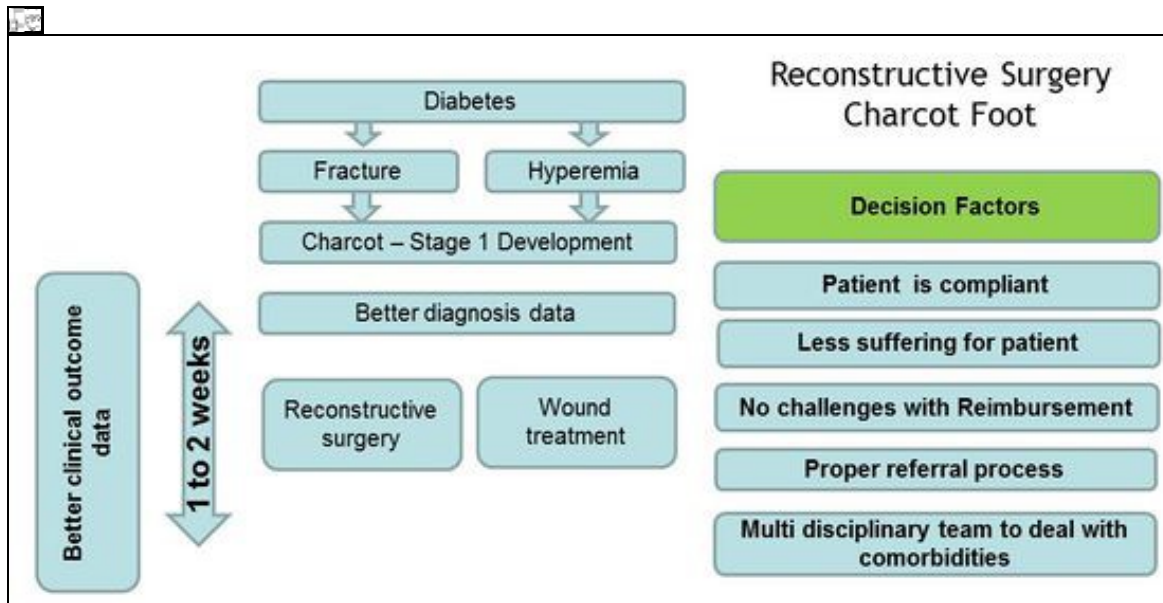 Reconstructive Surgery
Charcot Foot
Diabetes
Fracture
Hyperemia
Charcot – Stage 1 Development
Better diagnosis data
Reconstructive
surgery
Wound
treatment
Better clinical outcome
data
1 to 2 weeks
Decision Factors
Patient is compliant
Less suffering for patient
No challenges with Reimbursement
Proper referral process
Multi disciplinary team to deal with
comorbidities